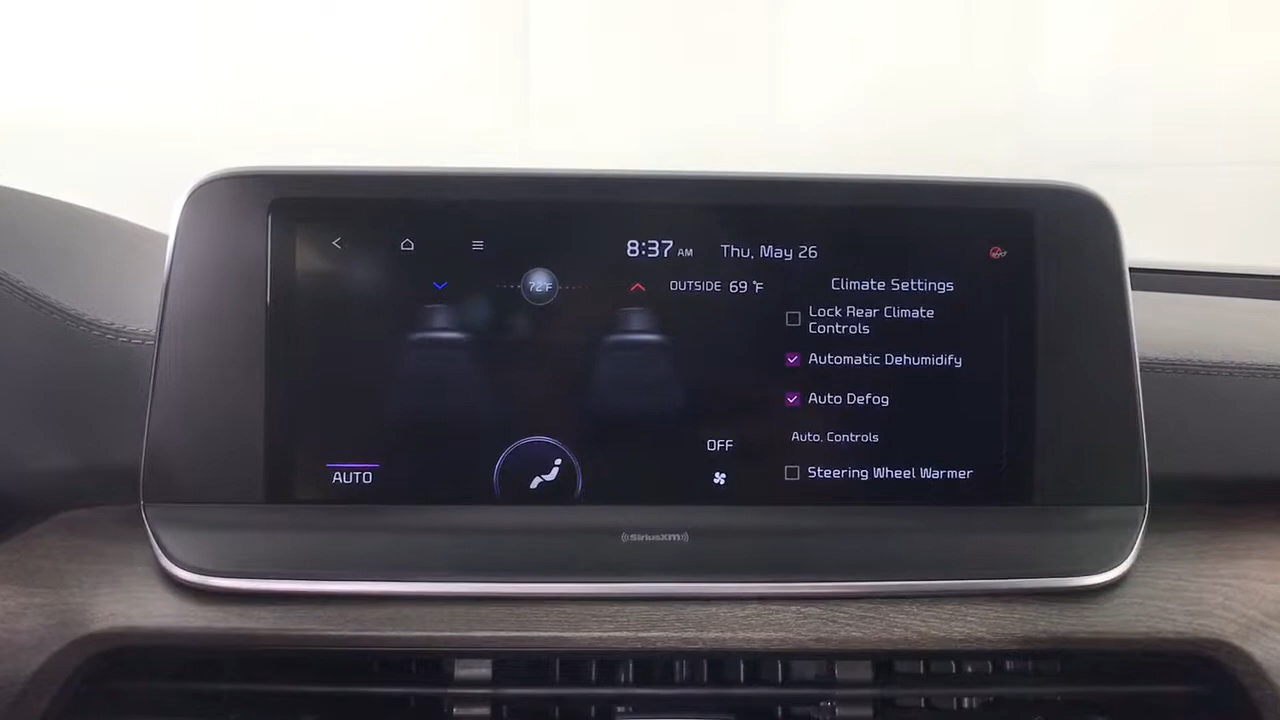 8:37 AM Thu, May 26
72°F
OUTSIDE 69 °F
Climate Settings
Lock Rear Climate
Controls
Automatic Dehumidify
Auto Defog
Auto. Controls
Steering Wheel Warmer
OFF
AUTO
SiriusXM